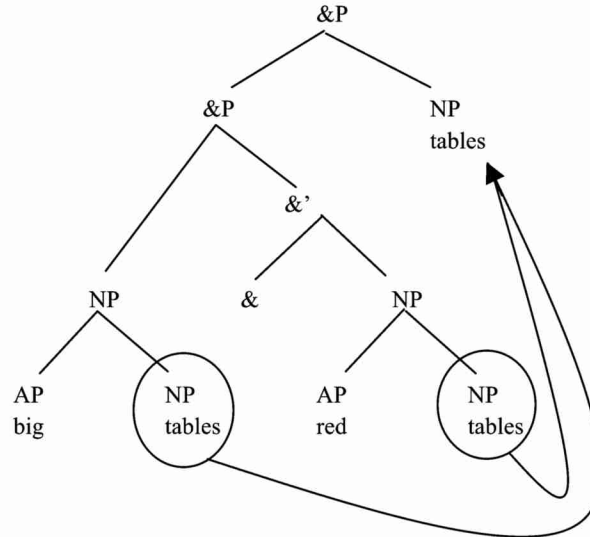 &P
&P NP
tables
&’
NP & NP
AP NP AP NP
big tables red tables